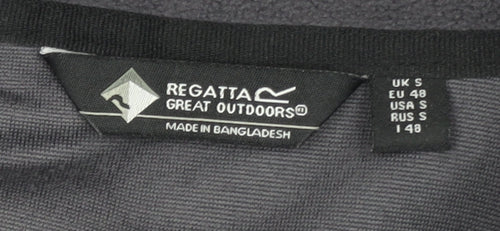 REGATTA
GREAT OUTDOORS
MADE IN BANGLADESH
UK S
EU 48
USA S
RUS S
I 48